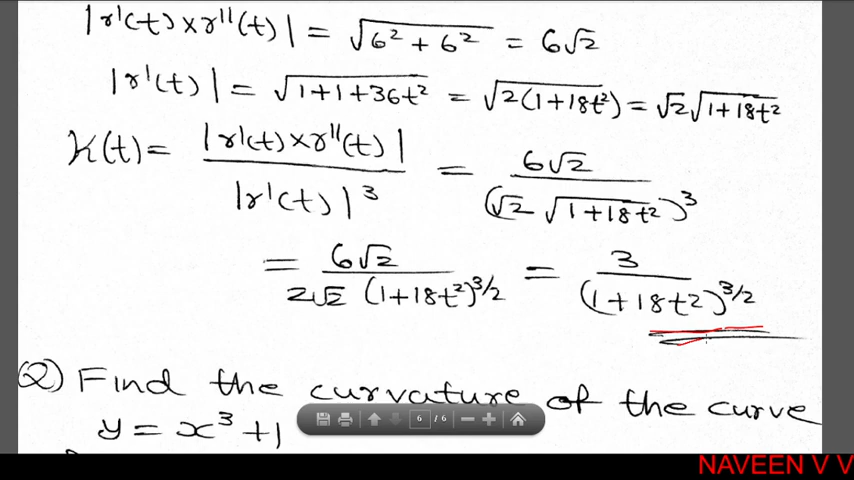 |r'(t) × r''(t)| = √(6² + 6²) = 6√2
|r'(t)| = √(1+1+36t²) = √(2(1+18t²)) = √2 √(1+18t²)
K(t) = |r'(t) × r''(t)| / |r'(t)|³ = 6√2 / (√2 √(1+18t²))³
= 6√2 / 2√2 (1+18t²)^3/2 = 3 / (1+18t²)^3/2
Q) Find the curvature of the curve
y = x³ + 1
6 / 6
NAVEEN V V